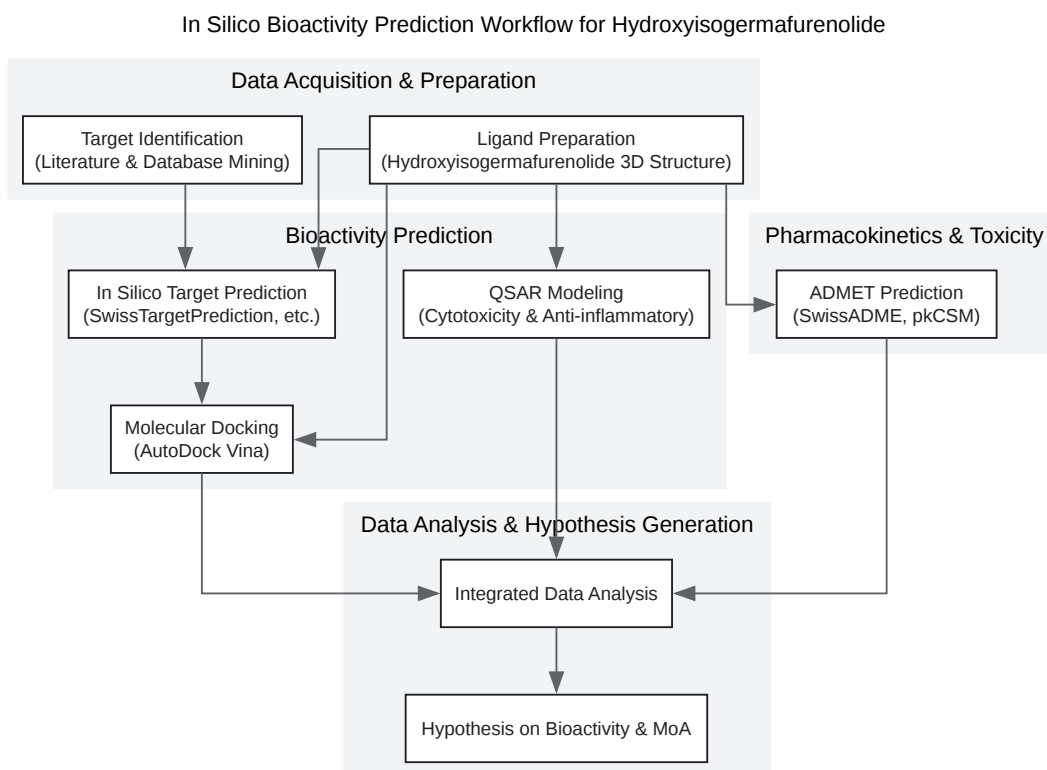 In Silico Bioactivity Prediction Workflow for Hydroxyisogermafurenolide
Data Acquisition & Preparation
Target Identification
(Literature & Database Mining)
Ligand Preparation
(Hydroxyisogermafurenolide 3D Structure)
Bioactivity Prediction
Pharmacokinetics & Toxicity
In Silico Target Prediction
(SwissTargetPrediction, etc.)
QSAR Modeling
(Cytotoxicity & Anti-inflammatory)
ADMET Prediction
(SwissADME, pkCSM)
Molecular Docking
(AutoDock Vina)
Data Analysis & Hypothesis Generation
Integrated Data Analysis
Hypothesis on Bioactivity & MoA